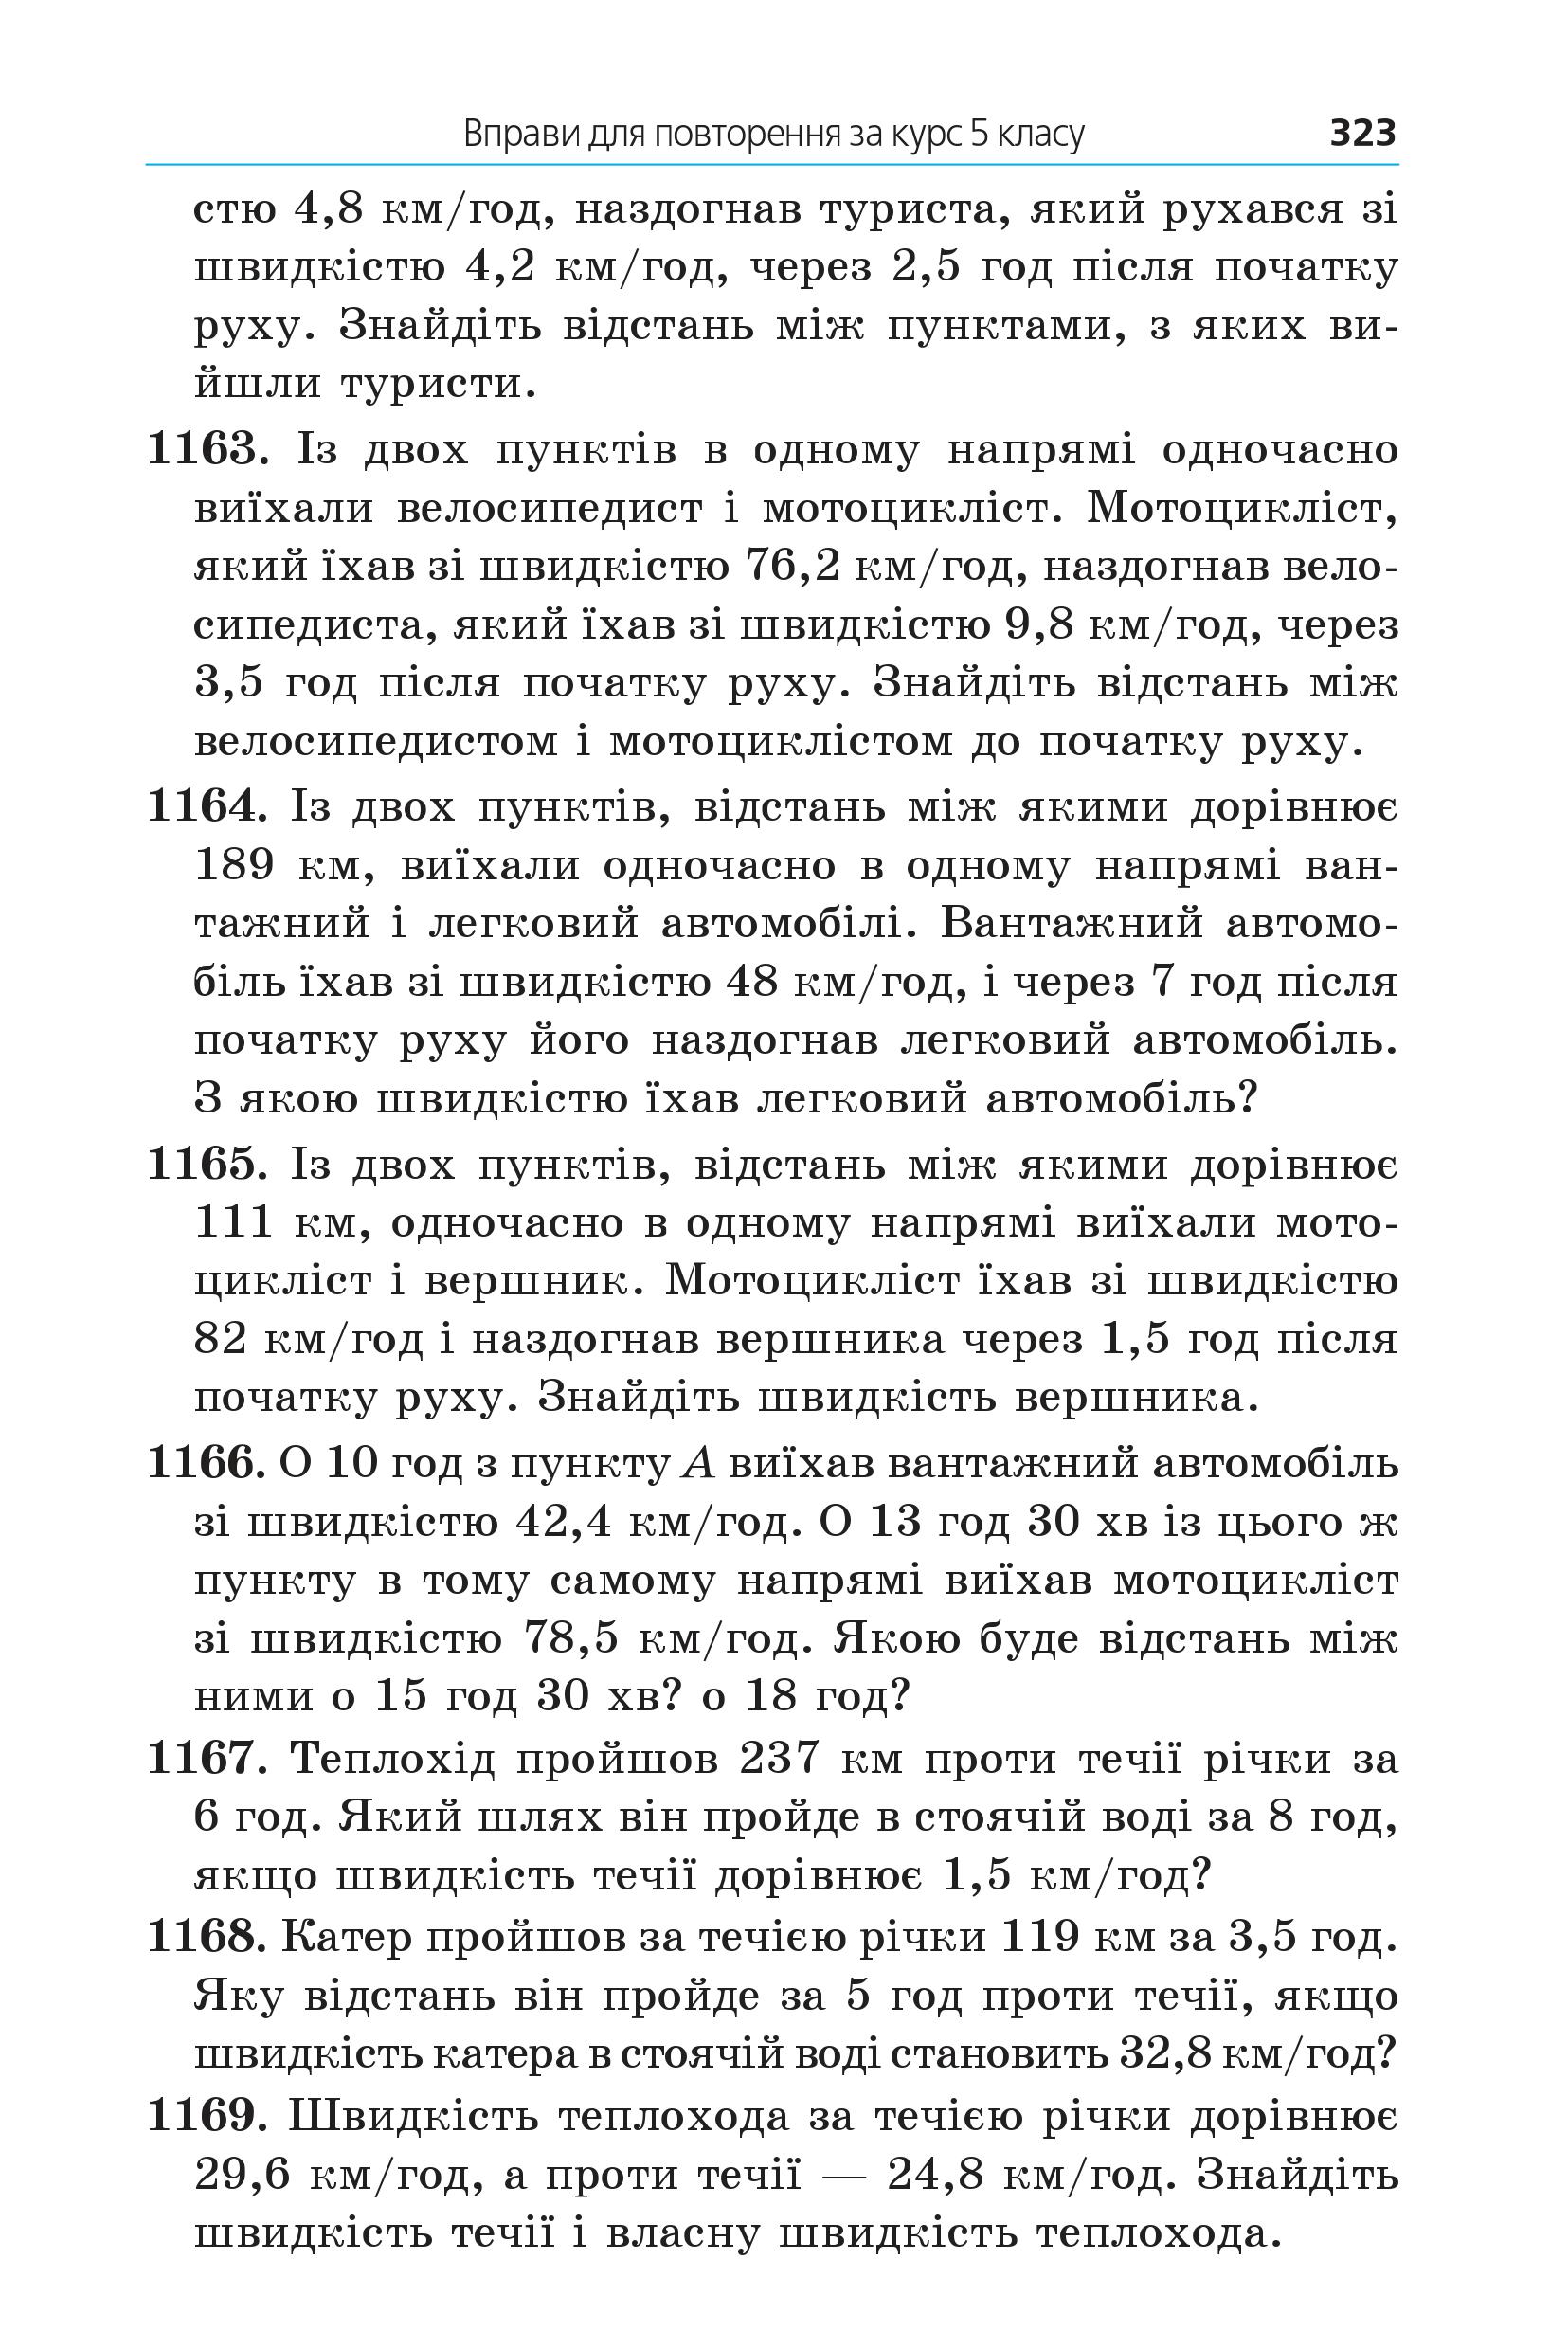 Вправи для повторення за курс 5 класу 323
стю 4,8 км/год, наздогнав туриста, який рухався зі
швидкістю 4,2 км/год, через 2,5 год після початку
руху. Знайдіть відстань між пунктами, з яких ви-
йшли туристи.
1163. Із двох пунктів в одному напрямі одночасно
виїхали велосипедист і мотоцикліст. Мотоцикліст,
який їхав зі швидкістю 76,2 км/год, наздогнав вело-
сипедиста, який їхав зі швидкістю 9,8 км/год, через
3,5 год після початку руху. Знайдіть відстань між
велосипедистом і мотоциклістом до початку руху.
1164. Із двох пунктів, відстань між якими дорівнює
189 км, виїхали одночасно в одному напрямі ван-
тажний і легковий автомобілі. Вантажний автомо-
біль їхав зі швидкістю 48 км/год, і через 7 год після
початку руху його наздогнав легковий автомобіль.
З якою швидкістю їхав легковий автомобіль?
1165. Із двох пунктів, відстань між якими дорівнює
111 км, одночасно в одному напрямі виїхали мото-
цикліст і вершник. Мотоцикліст їхав зі швидкістю
82 км/год і наздогнав вершника через 1,5 год після
початку руху. Знайдіть швидкість вершника.
1166. О 10 год з пункту A виїхав вантажний автомобіль
зі швидкістю 42,4 км/год. О 13 год 30 хв із цього ж
пункту в тому самому напрямі виїхав мотоцикліст
зі швидкістю 78,5 км/год. Якою буде відстань між
ними о 15 год 30 хв? о 18 год?
1167. Теплохід пройшов 237 км проти течії річки за
6 год. Який шлях він пройде в стоячій воді за 8 год,
якщо швидкість течії дорівнює 1,5 км/год?
1168. Катер пройшов за течією річки 119 км за 3,5 год.
Яку відстань він пройде за 5 год проти течії, якщо
швидкість катера в стоячій воді становить 32,8 км/год?
1169. Швидкість теплохода за течією річки дорівнює
29,6 км/год, а проти течії — 24,8 км/год. Знайдіть
швидкість течії і власну швидкість теплохода.